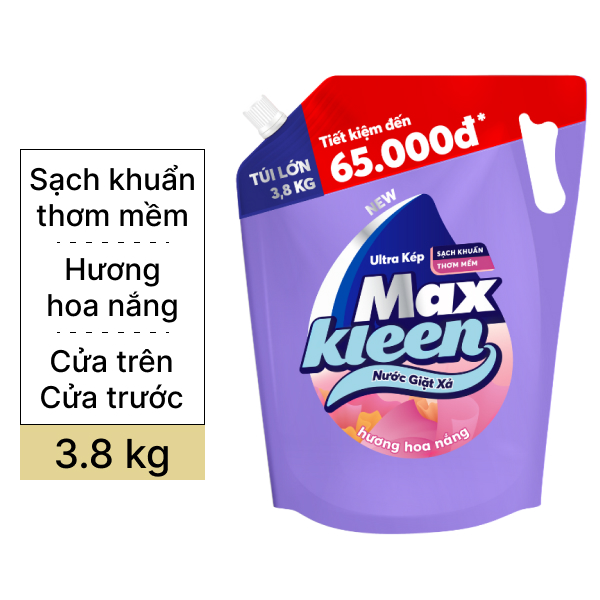 Sạch khuẩn
thơm mềm
Hương
hoa nắng
Cửa trên
Cửa trước
3.8 kg
Tiết kiệm đến
65.000đ*
TÚI LỚN
3,8 KG
NEW
Ultra Kép
SẠCH KHUẨN
THƠM MỀM
Max
kleen
Nước Giặt Xả
hương hoa nắng